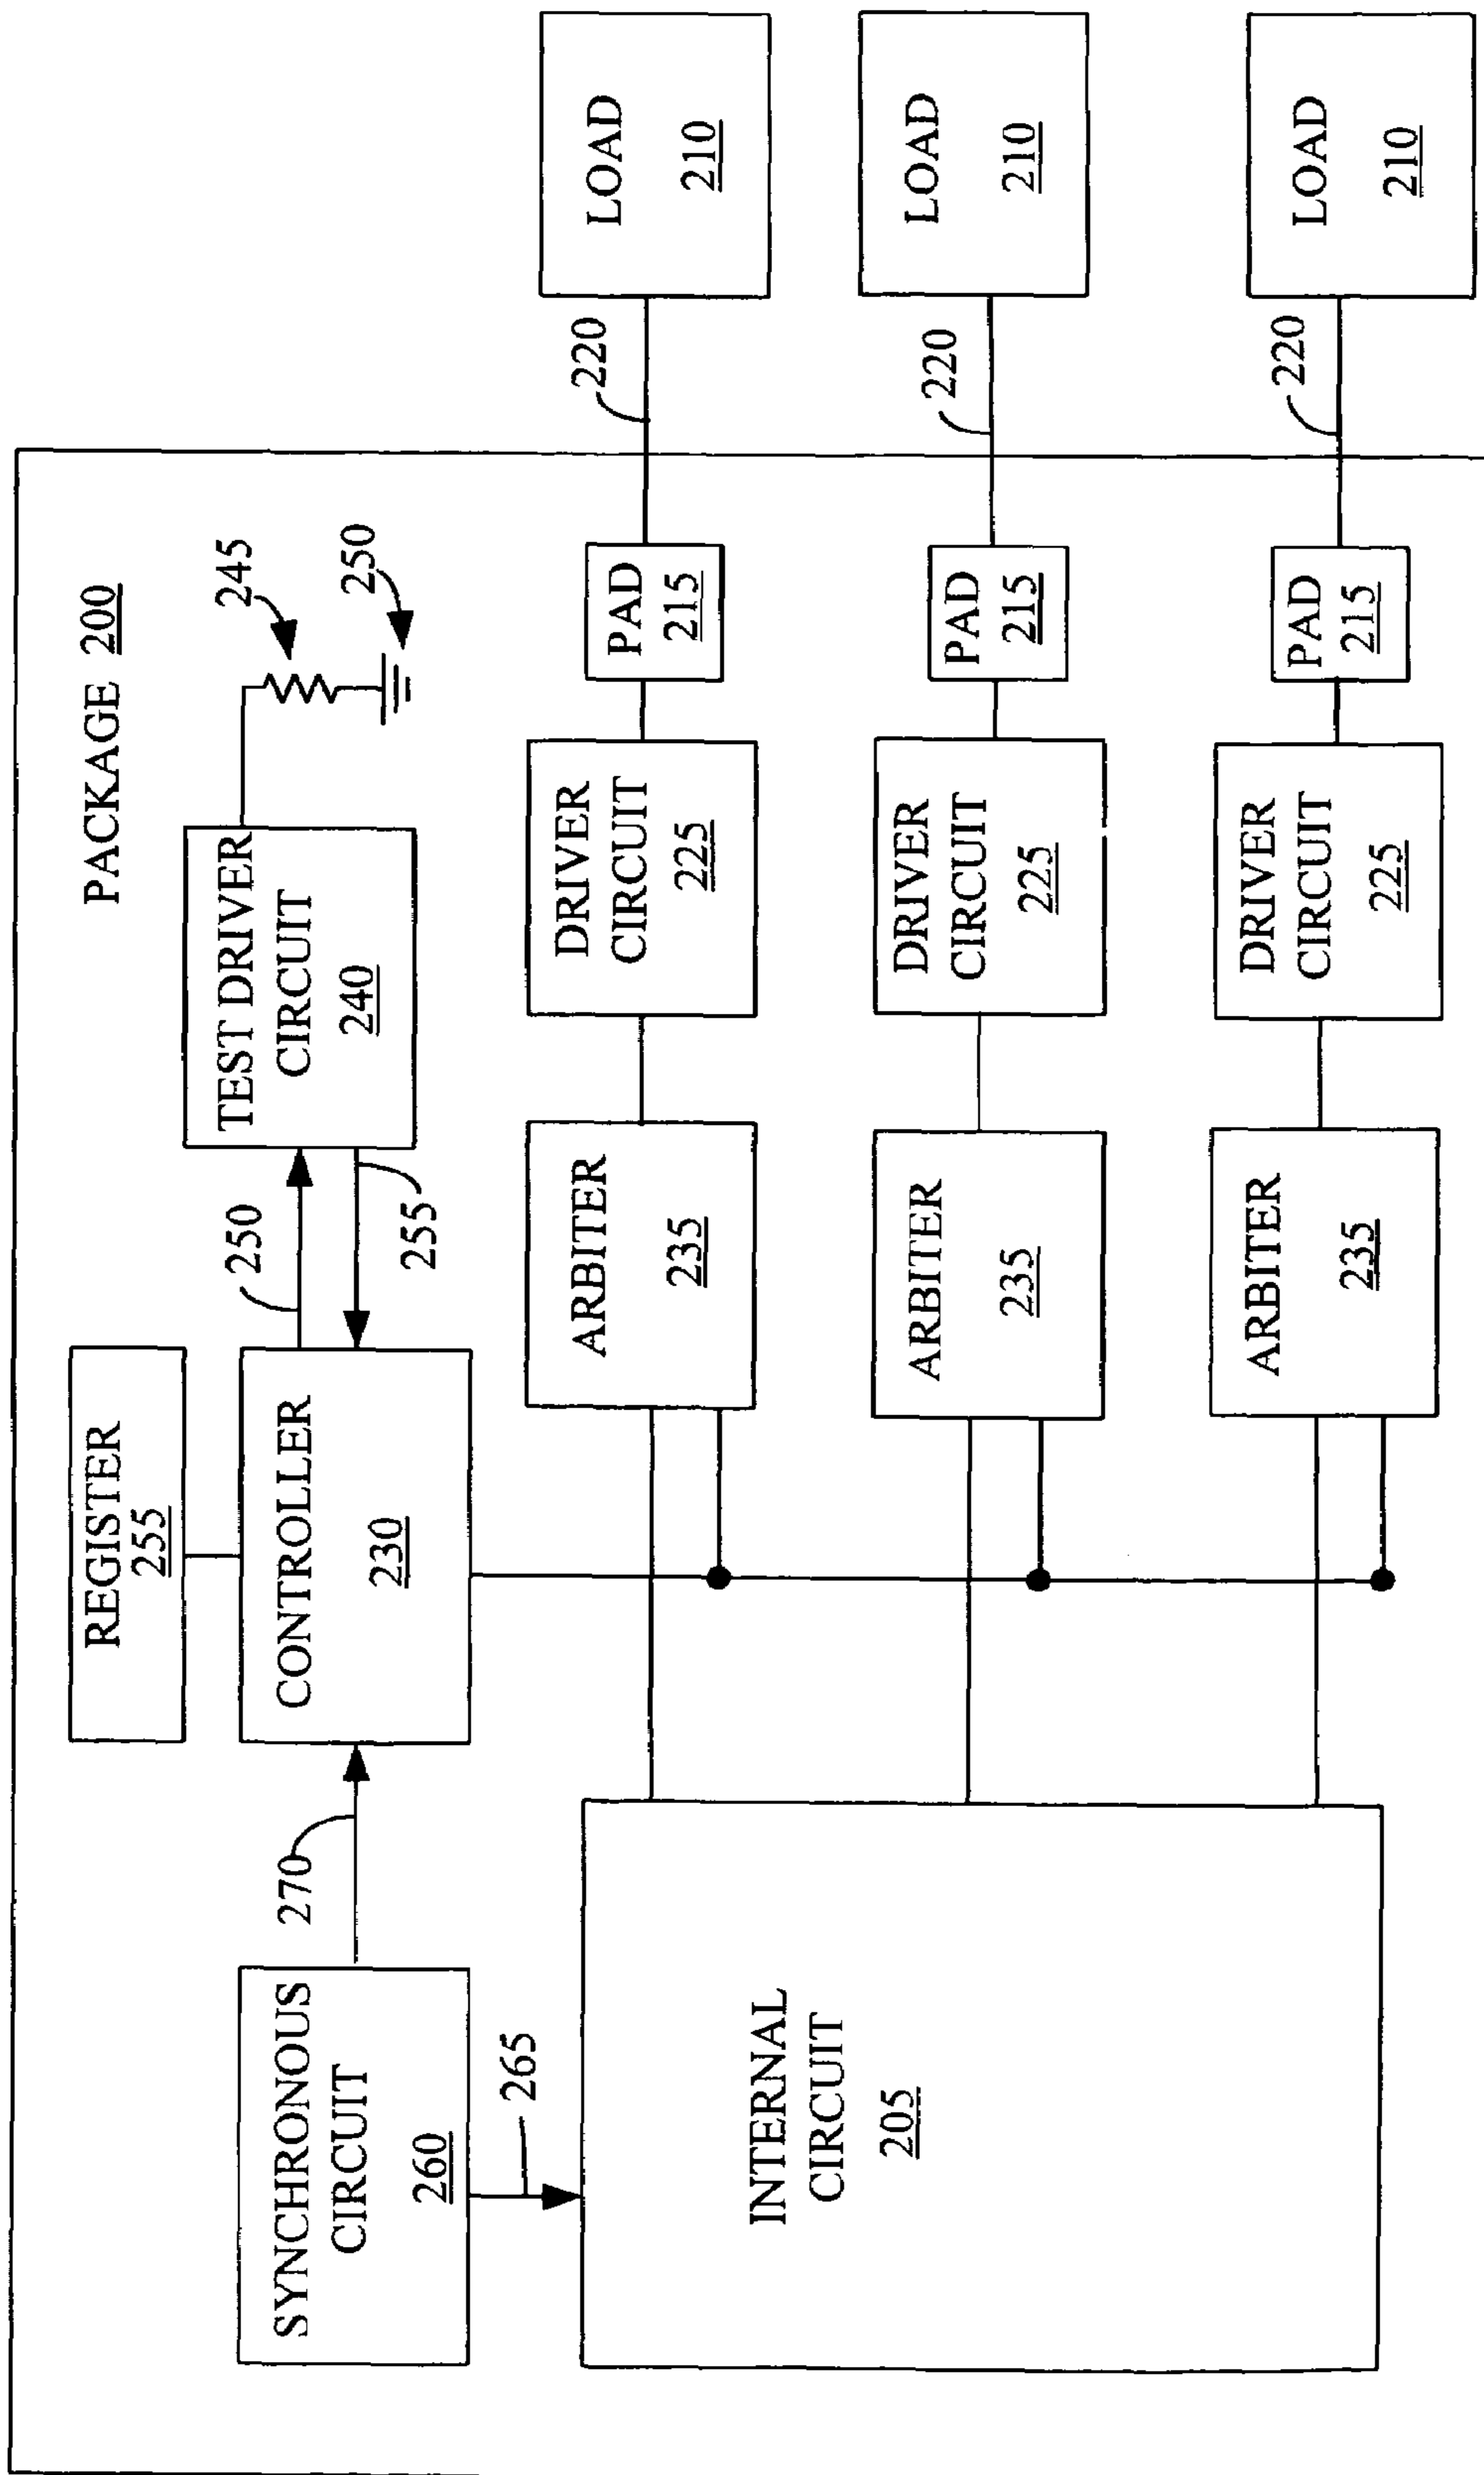 PACKAGE 200
REGISTER
255
245
250
SYNCHRONOUS
CIRCUIT
260
270
CONTROLLER
230
250
255
TEST DRIVER
CIRCUIT
240
265
INTERNAL
CIRCUIT
205
ARBITER
235
DRIVER
CIRCUIT
225
PAD
215
220
LOAD
210
ARBITER
235
DRIVER
CIRCUIT
225
PAD
215
220
LOAD
210
ARBITER
235
DRIVER
CIRCUIT
225
PAD
215
220
LOAD
210